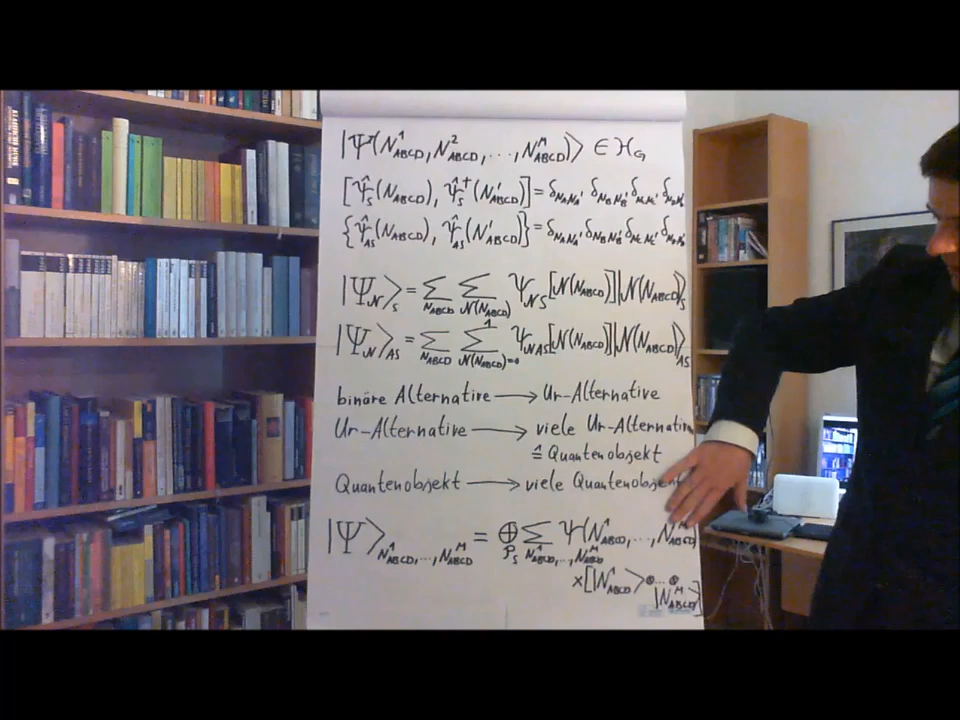 |Ψ(N¹_ABCD, N²_ABCD, ..., N^M_ABCD)⟩ ∈ H_G
[Ψ̂_S(N_ABCD), Ψ̂_S†(N'_ABCD)] = δ_{N_A N_A'} δ_{N_B N_B'} δ_{N_C N_C'} δ_{N_D N_D'}
{Ψ̂_AS(N_ABCD), Ψ̂_AS(N'_ABCD)} = δ_{N_A N_A'} δ_{N_B N_B'} δ_{N_C N_C'} δ_{N_D N_D'}
|Ψ_𝒩⟩_S = ∑_{N_ABCD} ∑_{𝒩(N_ABCD)} Ψ_{𝒩S}[𝒩(N_ABCD)]|𝒩(N_ABCD)⟩_S
|Ψ_𝒩⟩_AS = ∑_{N_ABCD} ∑^1_{𝒩(N_ABCD)=0} Ψ_{𝒩AS}[𝒩(N_ABCD)]|𝒩(N_ABCD)⟩_AS
binäre Alternative ⟶ Ur-Alternative
Ur-Alternative ⟶ viele Ur-Alternativen
≙ Quantenobjekt
Quantenobjekt ⟶ viele Quantenobjekte
|Ψ⟩_{N¹_ABCD,...,N^M_ABCD} = ⊕_{P_S} ∑_{N¹_ABCD,...,N^M_ABCD} Ψ(N¹_ABCD,...,N^M_ABCD)
×[|N¹_ABCD⟩⊗...⊗
|N^M_ABCD⟩]